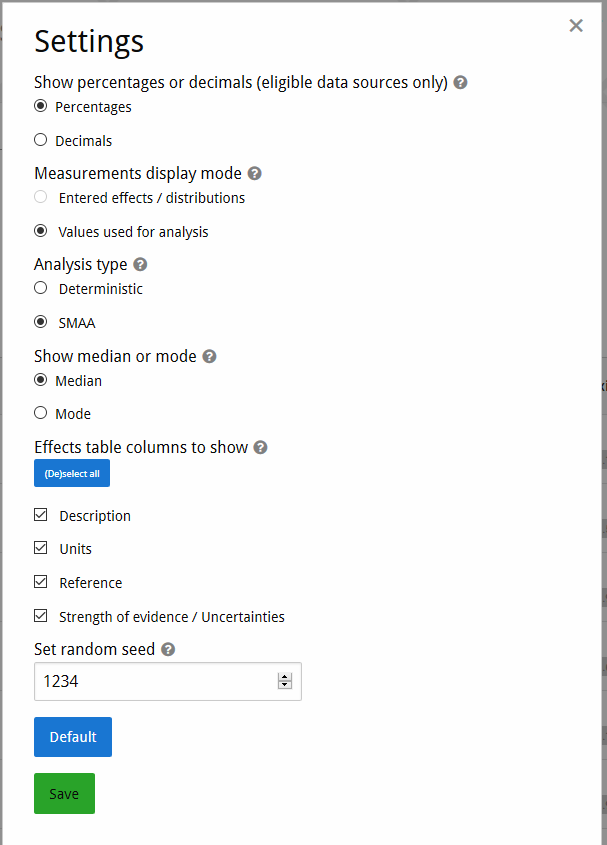 Settings
Show percentages or decimals (eligible data sources only)
Percentages
Decimals
Measurements display mode
Entered effects / distributions
Values used for analysis
Analysis type
Deterministic
SMAA
Show median or mode
Median
Mode
Effects table columns to show
(De)select all
Description
Units
Reference
Strength of evidence / Uncertainties
Set random seed
1234
Default
Save